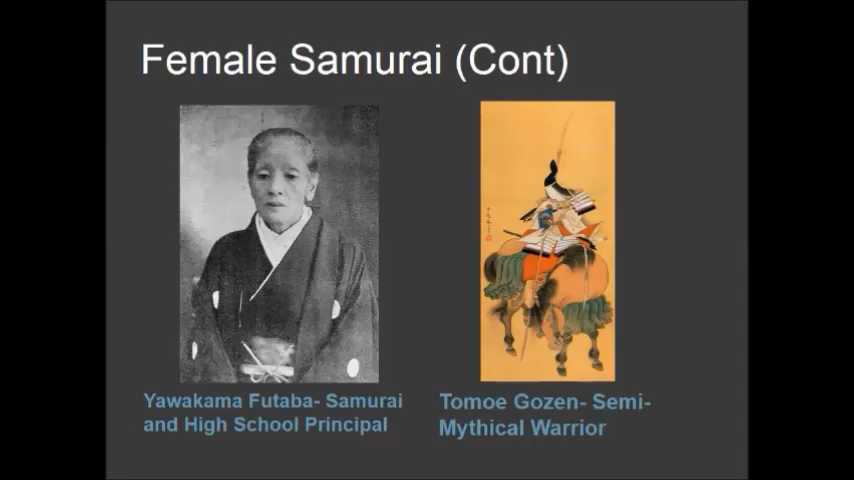 Female Samurai (Cont)
Yawakama Futaba- Samurai
and High School Principal
Tomoe Gozen- Semi-
Mythical Warrior